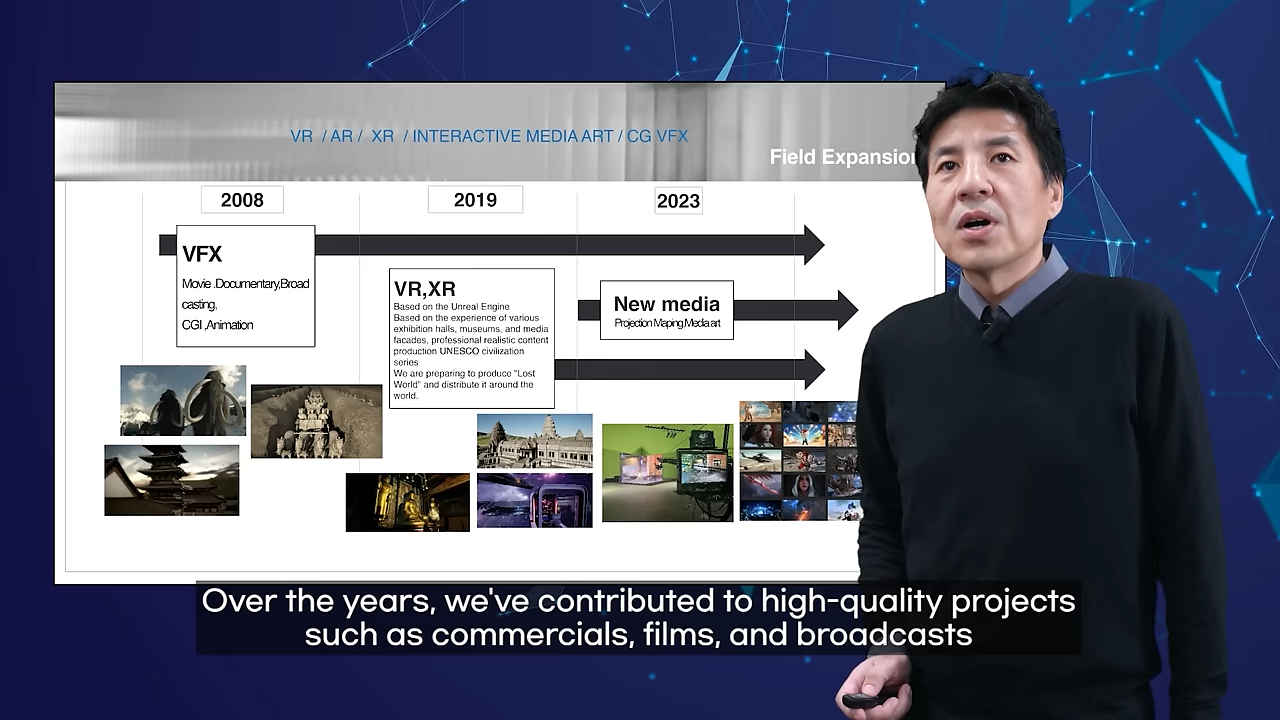 VR / AR / XR / INTERACTIVE MEDIA ART / CG VFX
Field Expansion
2008
2019
2023
VFX
Movie .Documentary,Broad
casting,
CGI ,Animation
VR,XR
Based on the Unreal Engine
Based on the experience of various
exhibition halls, museums, and media
facades, professional realistic content
production UNESCO civilization
series
We are preparing to produce "Lost
World" and distribute it around the
world.
New media
Projection Maping,Media art
Over the years, we've contributed to high-quality projects
such as commercials, films, and broadcasts